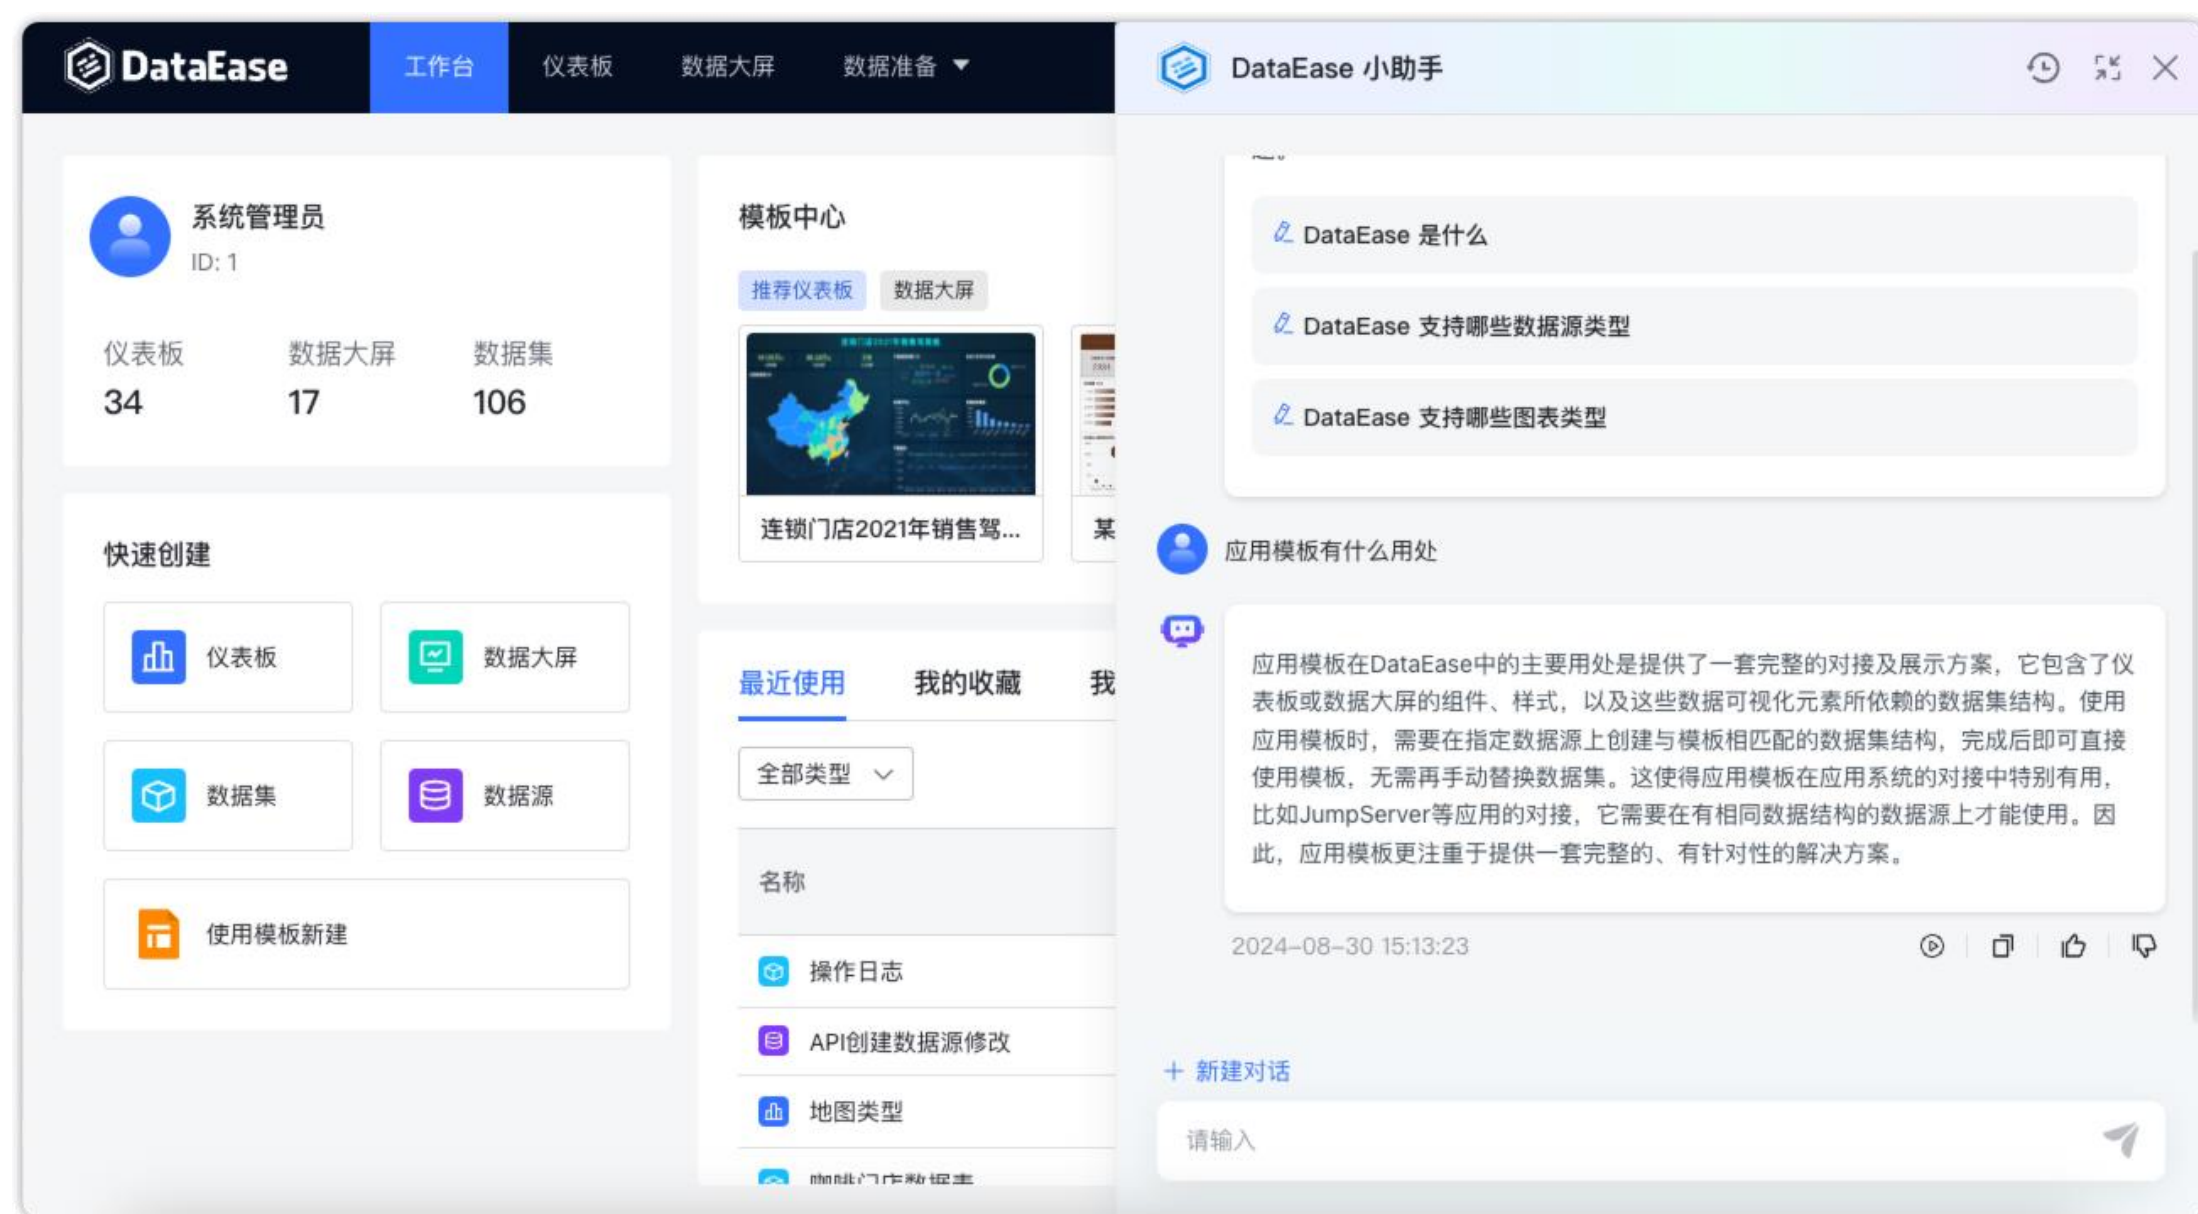 DataEase
工作台
仪表板
数据大屏
数据准备
系统管理员
ID: 1
仪表板
数据大屏
数据集
34
17
106
快速创建
仪表板
数据大屏
数据集
数据源
使用模板新建
模板中心
推荐仪表板
数据大屏
连锁门店2021年销售驾...
某
最近使用
我的收藏
我
全部类型
名称
操作日志
API创建数据源修改
地图类型
咖啡门店数据表
DataEase 小助手
DataEase 是什么
DataEase 支持哪些数据源类型
DataEase 支持哪些图表类型
应用模板有什么用处
应用模板在DataEase中的主要用处是提供了一套完整的对接及展示方案，它包含了仪
表板或数据大屏的组件、样式，以及这些数据可视化元素所依赖的数据集结构。使用
应用模板时，需要在指定数据源上创建与模板相匹配的数据集结构，完成后即可直接
使用模板，无需再手动替换数据集。这使得应用模板在应用系统的对接中特别有用，
比如JumpServer等应用的对接，它需要在有相同数据结构的数据源上才能使用。因
此，应用模板更注重于提供一套完整的、有针对性的解决方案。
2024-08-30 15:13:23
+ 新建对话
请输入